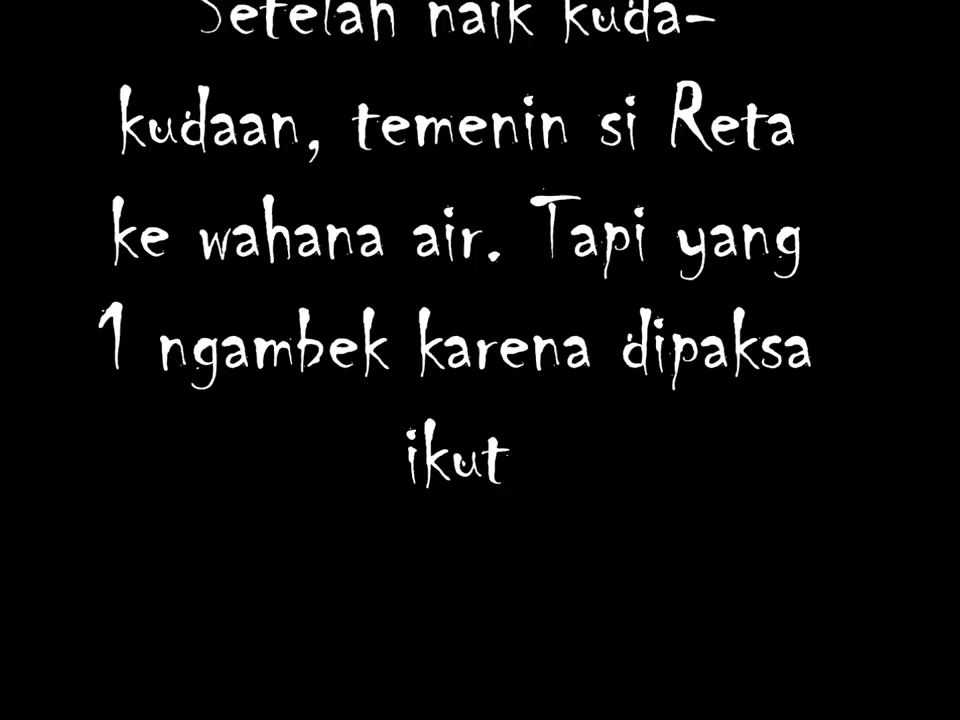 Setelah naik kuda-
kudaan, temenin si Reta
ke wahana air. Tapi yang
1 ngambek karena dipaksa
ikut